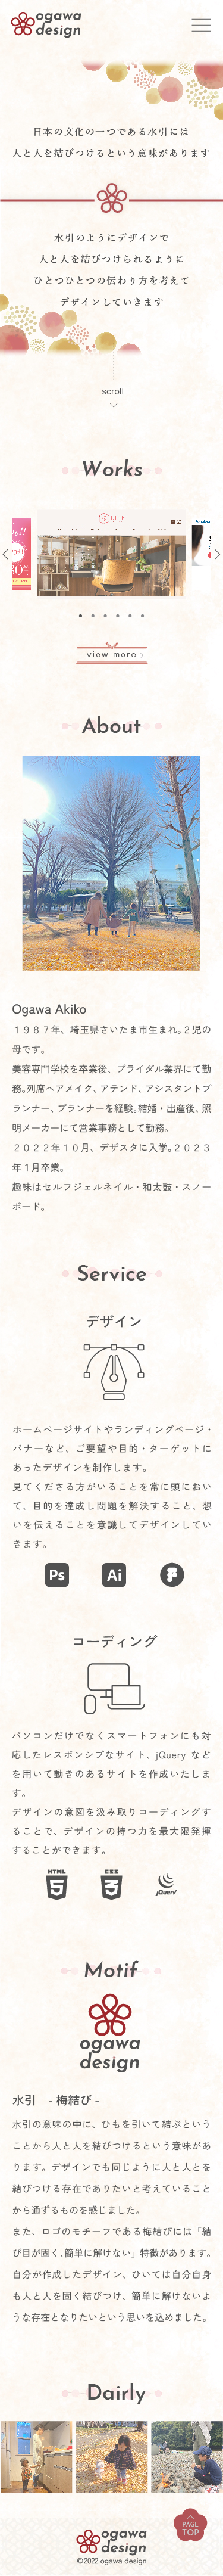 ogawa
design
日本の文化の一つである水引には
人と人を結びつけるという意味があります
水引のようにデザインで
人と人を結びつけられるように
ひとつひとつの伝わり方を考えて
デザインしていきます
scroll
Works
view more
About
Ogawa Akiko
１９８７年、埼玉県さいたま市生まれ。２児の
母です。
美容専門学校を卒業後、ブライダル業界にて勤
務。列席ヘアメイク、アテンド、アシスタントプ
ランナー、プランナーを経験。結婚・出産後、照
明メーカーにて営業事務として勤務。
２０２２年１０月、デザスタに入学。２０２３
年１月卒業。
趣味はセルフジェルネイル・和太鼓・スノー
ボード。
Service
デザイン
ホームページサイトやランディングページ・
バナーなど、ご要望や目的・ターゲットに
あったデザインを制作します。
見てくださる方がいることを常に頭におい
て、目的を達成し問題を解決すること、想
いを伝えることを意識してデザインしてい
きます。
Ps Ai
コーディング
パソコンだけでなくスマートフォンにも対
応したレスポンシブなサイト、jQuery など
を用いて動きのあるサイトを作成いたしま
す。
デザインの意図を汲み取りコーディングす
ることで、デザインの持つ力を最大限発揮
することができます。
HTML
5
CSS
3
jQuery
Motif
ogawa
design
水引　- 梅結び -
水引の意味の中に、ひもを引いて結ぶという
ことから人と人を結びつけるという意味があ
ります。デザインでも同じように人と人とを
結びつける存在でありたいと考えていること
から通ずるものを感じました。
また、ロゴのモチーフである梅結びには「結
び目が固く、簡単に解けない」特徴があります。
自分が作成したデザイン、ひいては自分自身
も人と人を固く結びつけ、簡単に解けないよ
うな存在となりたいという思いを込めました。
Dairly
PAGE
TOP
ogawa
design
©2022 ogawa design